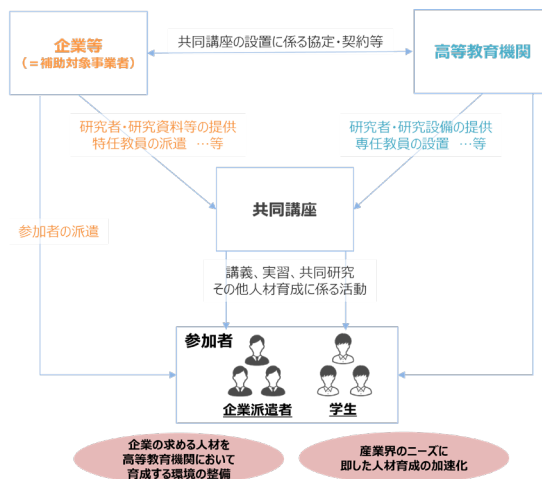 企業等
(=補助対象事業者)
共同講座の設置に係る協定・契約等
高等教育機関
研究者・研究資料等の提供
特任教員の派遣 …等
研究者・研究設備の提供
専任教員の設置 …等
共同講座
参加者の派遣
講義、実習、共同研究
その他人材育成に係る活動
参加者
企業派遣者
学生
企業の求める人材を
高等教育機関において
育成する環境の整備
産業界のニーズに
即した人材育成の加速化